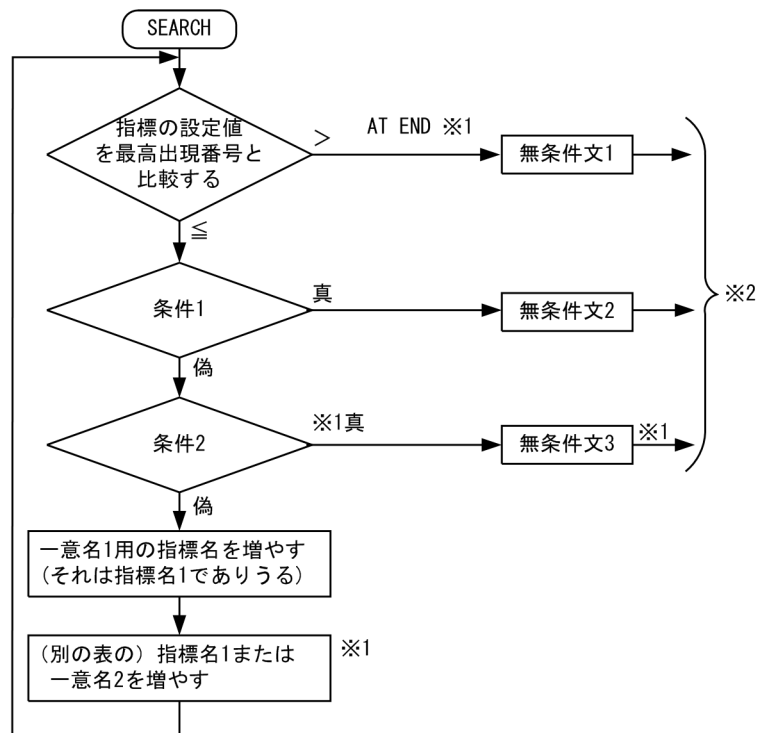 SEARCH
指標の設定値
を最高出現番号と
比較する
>
AT END ※1
無条件文1
≦
条件1
真
無条件文2
※2
偽
条件2
※1真
無条件文3
※1
偽
一意名1用の指標名を増やす
(それは指標名1でありうる)
(別の表の) 指標名1または
一意名2を増やす
※1